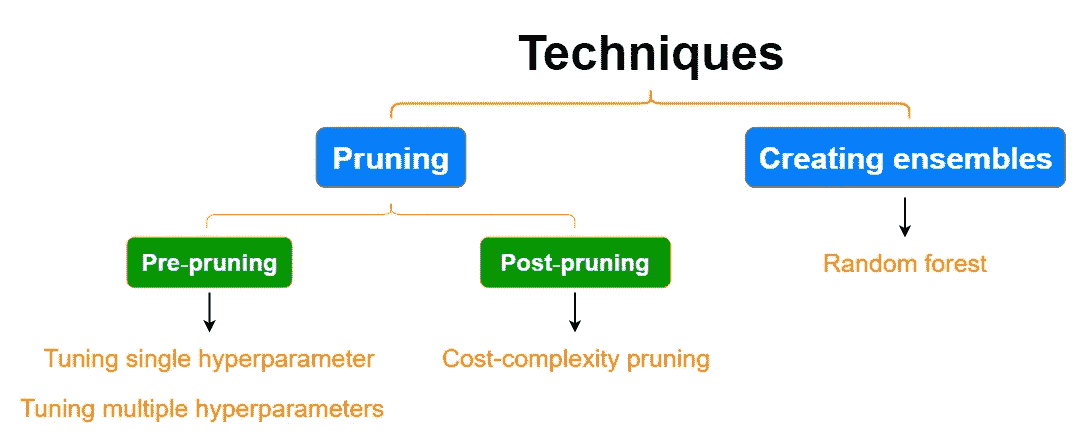 Techniques
Pruning
Creating ensembles
Pre-pruning
Post-pruning
Random forest
Tuning single hyperparameter
Cost-complexity pruning
Tuning multiple hyperparameters